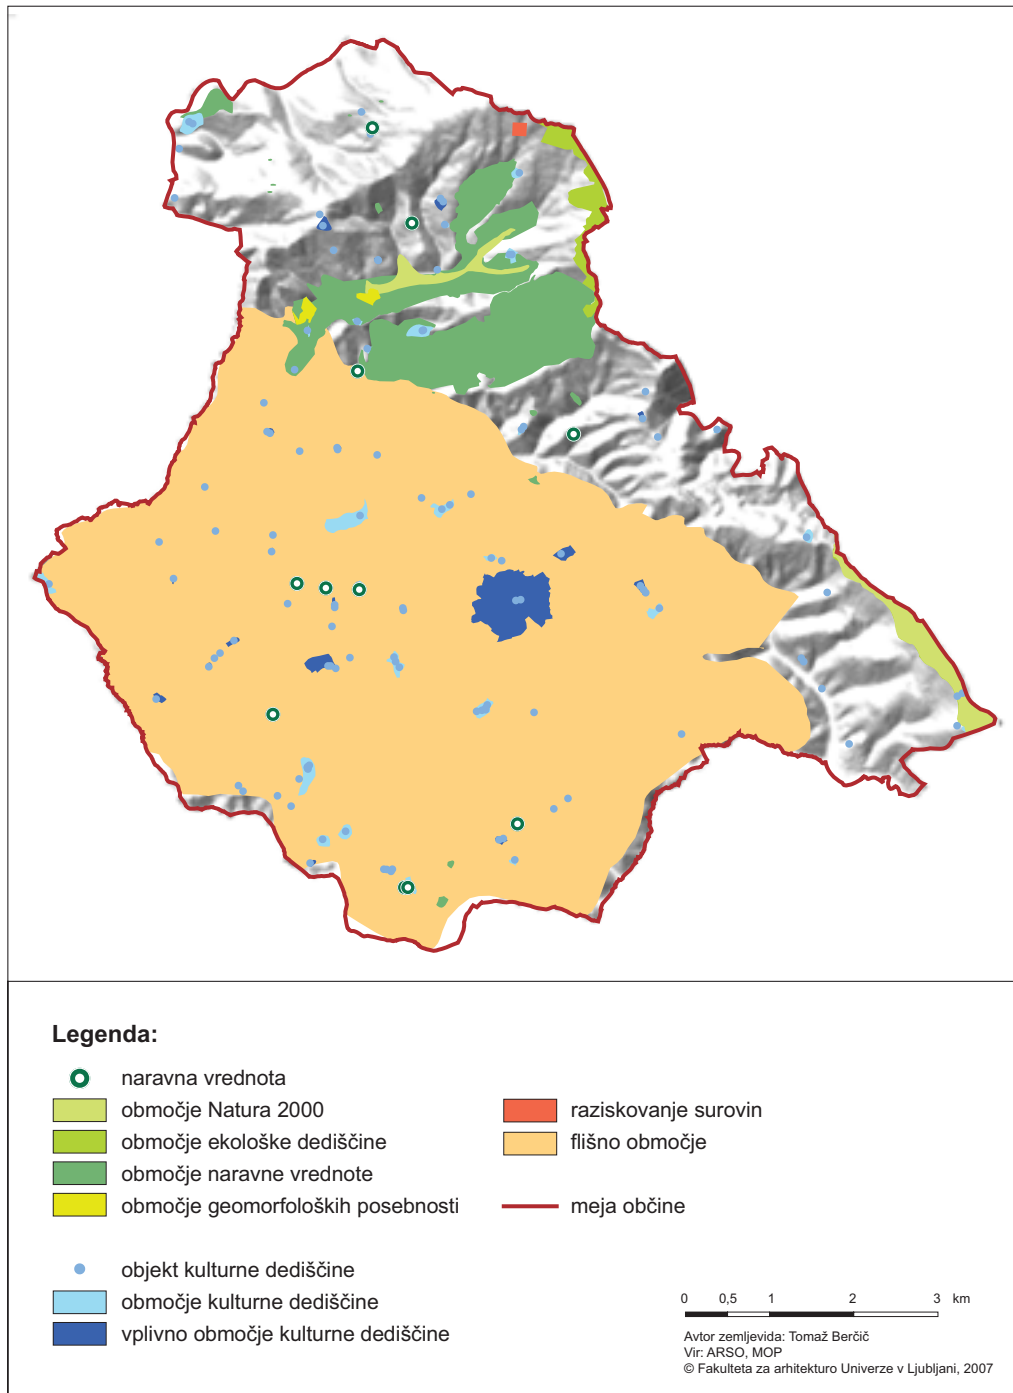 Legenda:
naravna vrednota
območje Natura 2000
območje ekološke dediščine
območje naravne vrednote
območje geomorfoloških posebnosti
raziskovanje surovin
flišno območje
meja občine
objekt kulturne dediščine
območje kulturne dediščine
vplivno območje kulturne dediščine
0 0,5 1 2 3 km
Avtor zemljevida: Tomaž Berčič
Vir: ARSO, MOP
© Fakulteta za arhitekturo Univerze v Ljubljani, 2007